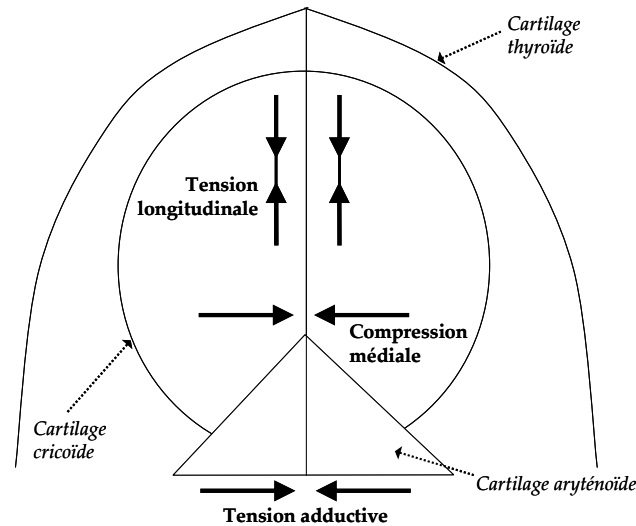 Cartilage
thyroïde
Tension
longitudinale
Compression
médiale
Cartilage
cricoïde
Cartilage aryténoïde
Tension adductive